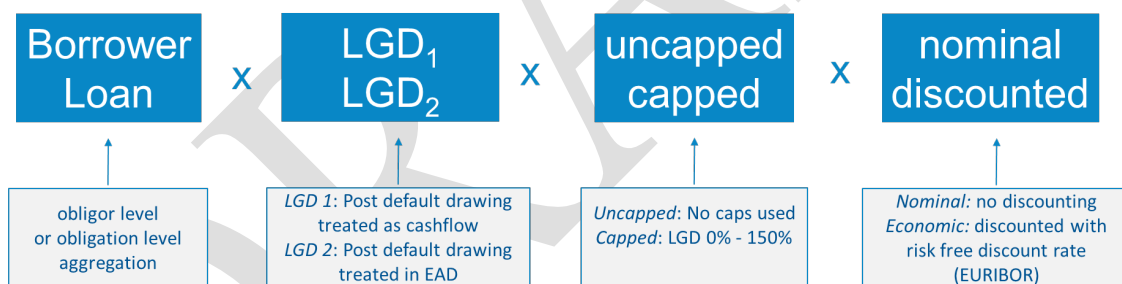 Borrower
Loan
x
LGD1
LGD2
x
uncapped
capped
x
nominal
discounted
obligor level
or obligation level
aggregation
LGD 1: Post default drawing
treated as cashflow
LGD 2: Post default drawing
treated in EAD
Uncapped: No caps used
Capped: LGD 0% - 150%
Nominal: no discounting
Economic: discounted with
risk free discount rate
(EURIBOR)